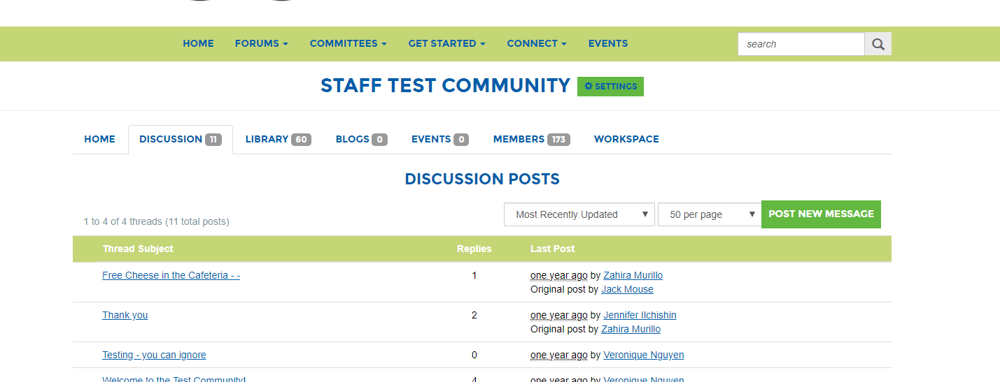 HOME FORUMS COMMITTEES GET STARTED CONNECT EVENTS search
STAFF TEST COMMUNITY SETTINGS
HOME DISCUSSION 11 LIBRARY 60 BLOGS 0 EVENTS 0 MEMBERS 173 WORKSPACE
DISCUSSION POSTS
1 to 4 of 4 threads (11 total posts) Most Recently Updated 50 per page POST NEW MESSAGE
Thread Subject Replies Last Post
Free Cheese in the Cafeteria - - 1 one year ago by Zahira Murillo
Original post by Jack Mouse
Thank you 2 one year ago by Jennifer Ilchishin
Original post by Zahira Murillo
Testing - you can ignore 0 one year ago by Veronique Nguyen
Welcome to the Test Community! 4 one year ago by Veronique Nguyen